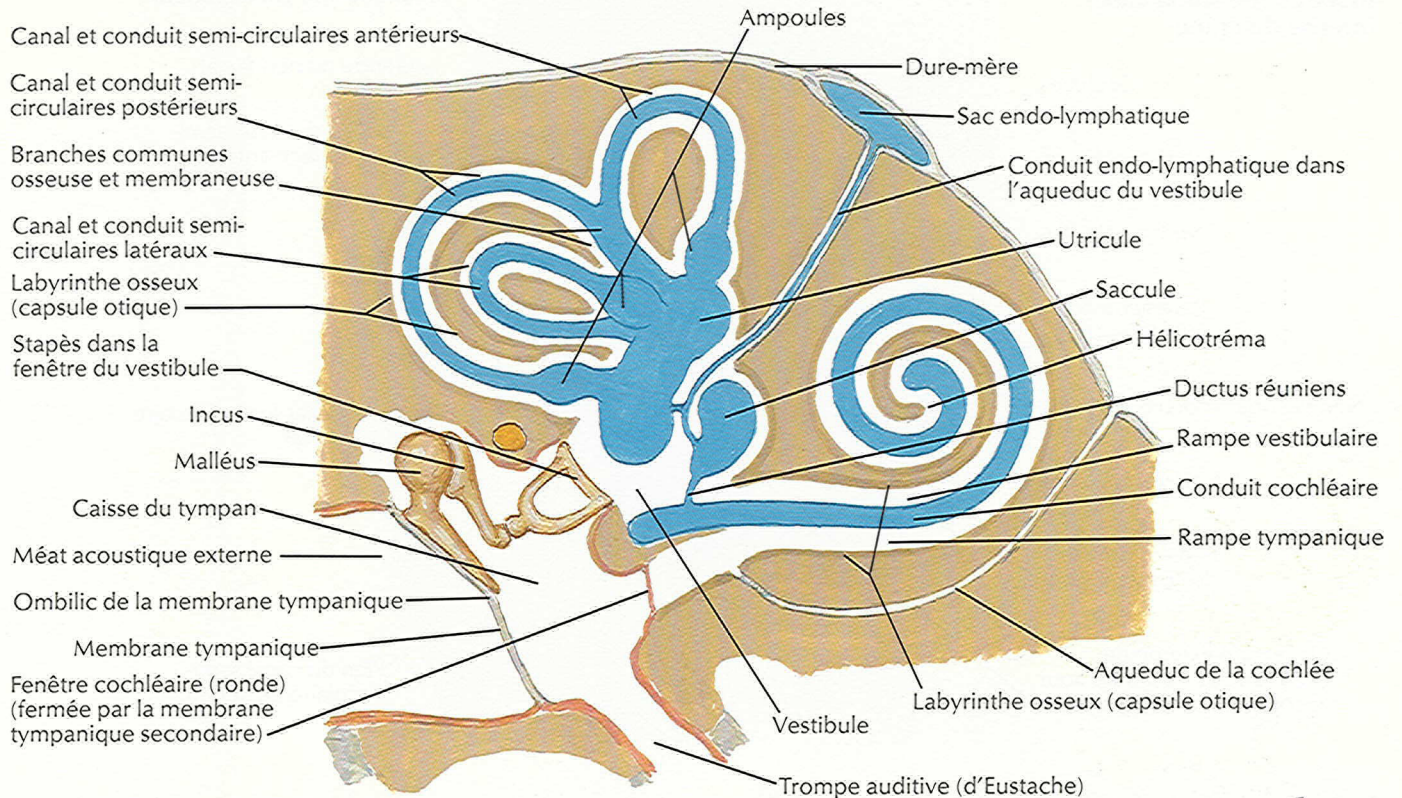 Canal et conduit semi-circulaires antérieurs
Canal et conduit semi-
circulaires postérieurs
Branches communes
osseuse et membraneuse
Canal et conduit semi-
circulaires latéraux
Labyrinthe osseux
(capsule otique)
Stapès dans la
fenêtre du vestibule
Incus
Malléus
Caisse du tympan
Méat acoustique externe
Ombilic de la membrane tympanique
Membrane tympanique
Fenêtre cochléaire (ronde)
(fermée par la membrane
tympanique secondaire)
Ampoules
Dure-mère
Sac endo-lymphatique
Conduit endo-lymphatique dans
l'aqueduc du vestibule
Utricule
Saccule
Hélicotréma
Ductus réuniens
Rampe vestibulaire
Conduit cochléaire
Rampe tympanique
Aqueduc de la cochlée
Labyrinthe osseux (capsule otique)
Vestibule
Trompe auditive (d'Eustache)